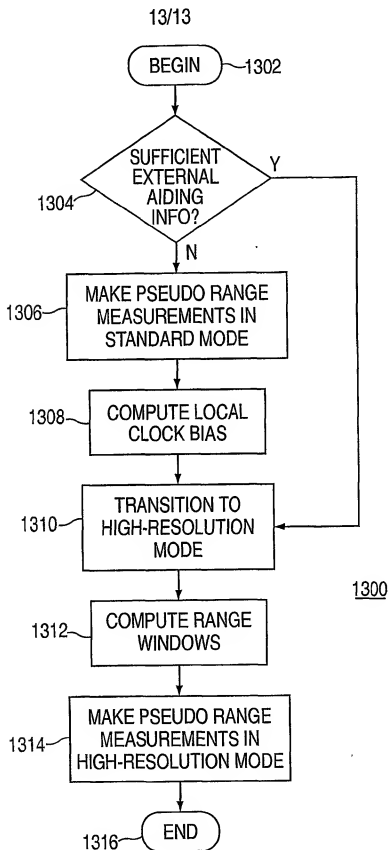 13/13
BEGIN
1302
SUFFICIENT
EXTERNAL
AIDING
INFO?
Y
1304
N
MAKE PSEUDO RANGE
MEASUREMENTS IN
STANDARD MODE
1306
COMPUTE LOCAL
CLOCK BIAS
1308
TRANSITION TO
HIGH-RESOLUTION
MODE
1310
1300
COMPUTE RANGE
WINDOWS
1312
MAKE PSEUDO RANGE
MEASUREMENTS IN
HIGH-RESOLUTION MODE
1314
END
1316